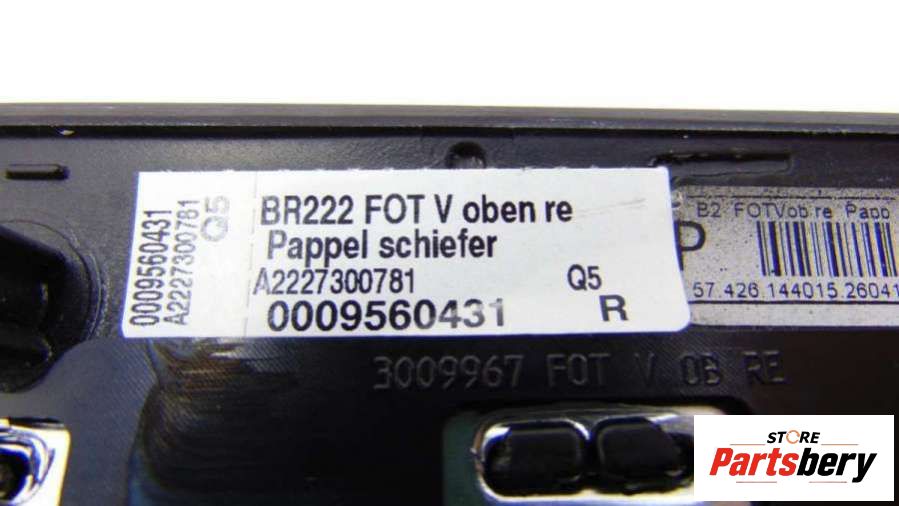 0009560431
A2227300781
Q5
BR222 FOT V oben re
Pappel schiefer
A2227300781 Q5
0009560431 R
B2 FOTVob re Papp
P
57.426.144015.26041
3009967 FOT V OB RE
STORE
Partsbery